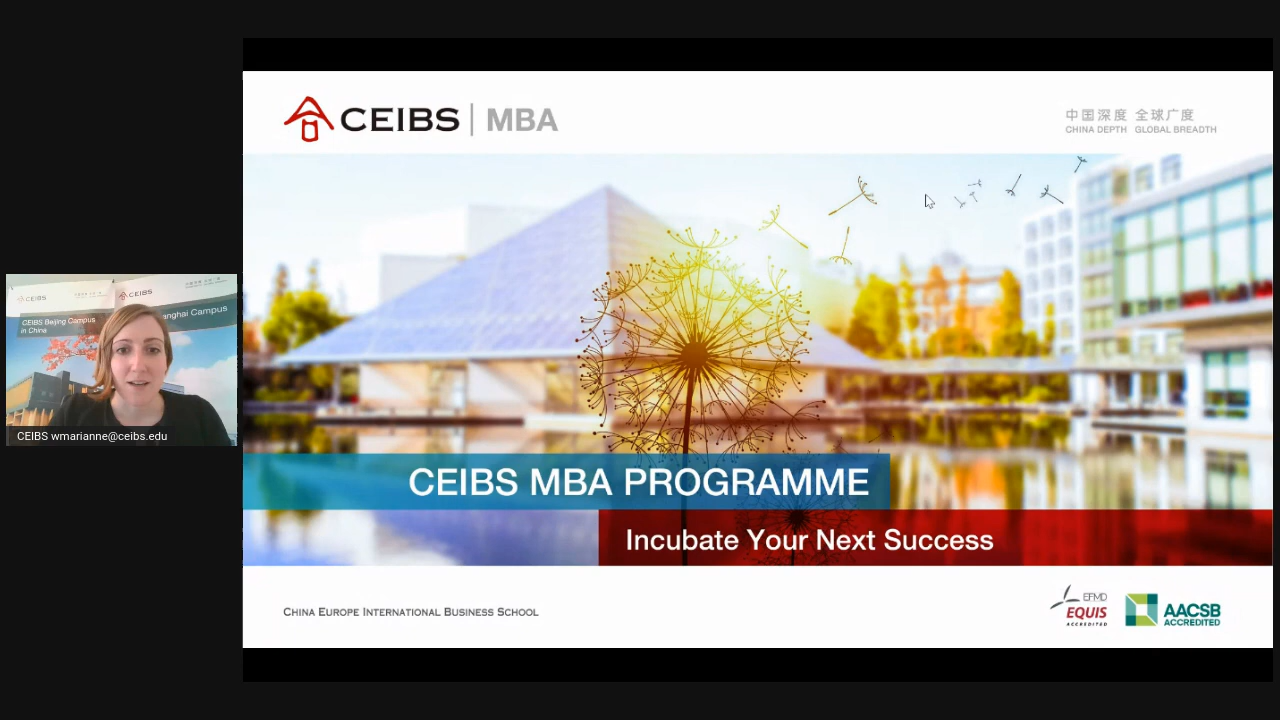 CEIBS | MBA
中国深度 全球广度
CHINA DEPTH GLOBAL BREADTH
CEIBS
CEIBS
CEIBS Beijing Campus
in China
anghai Campus
CEIBS wmarianne@ceibs.edu
CEIBS MBA PROGRAMME
Incubate Your Next Success
CHINA EUROPE INTERNATIONAL BUSINESS SCHOOL
EFMD
EQUIS
ACCREDITED
AACSB
ACCREDITED